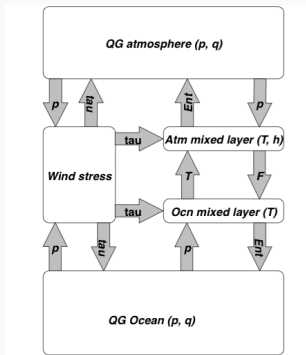 QG atmosphere (p, q)
p
tau
Ent
p
tau
Atm mixed layer (T, h)
Wind stress
T
F
tau
Ocn mixed layer (T)
p
tau
p
Ent
QG Ocean (p, q)